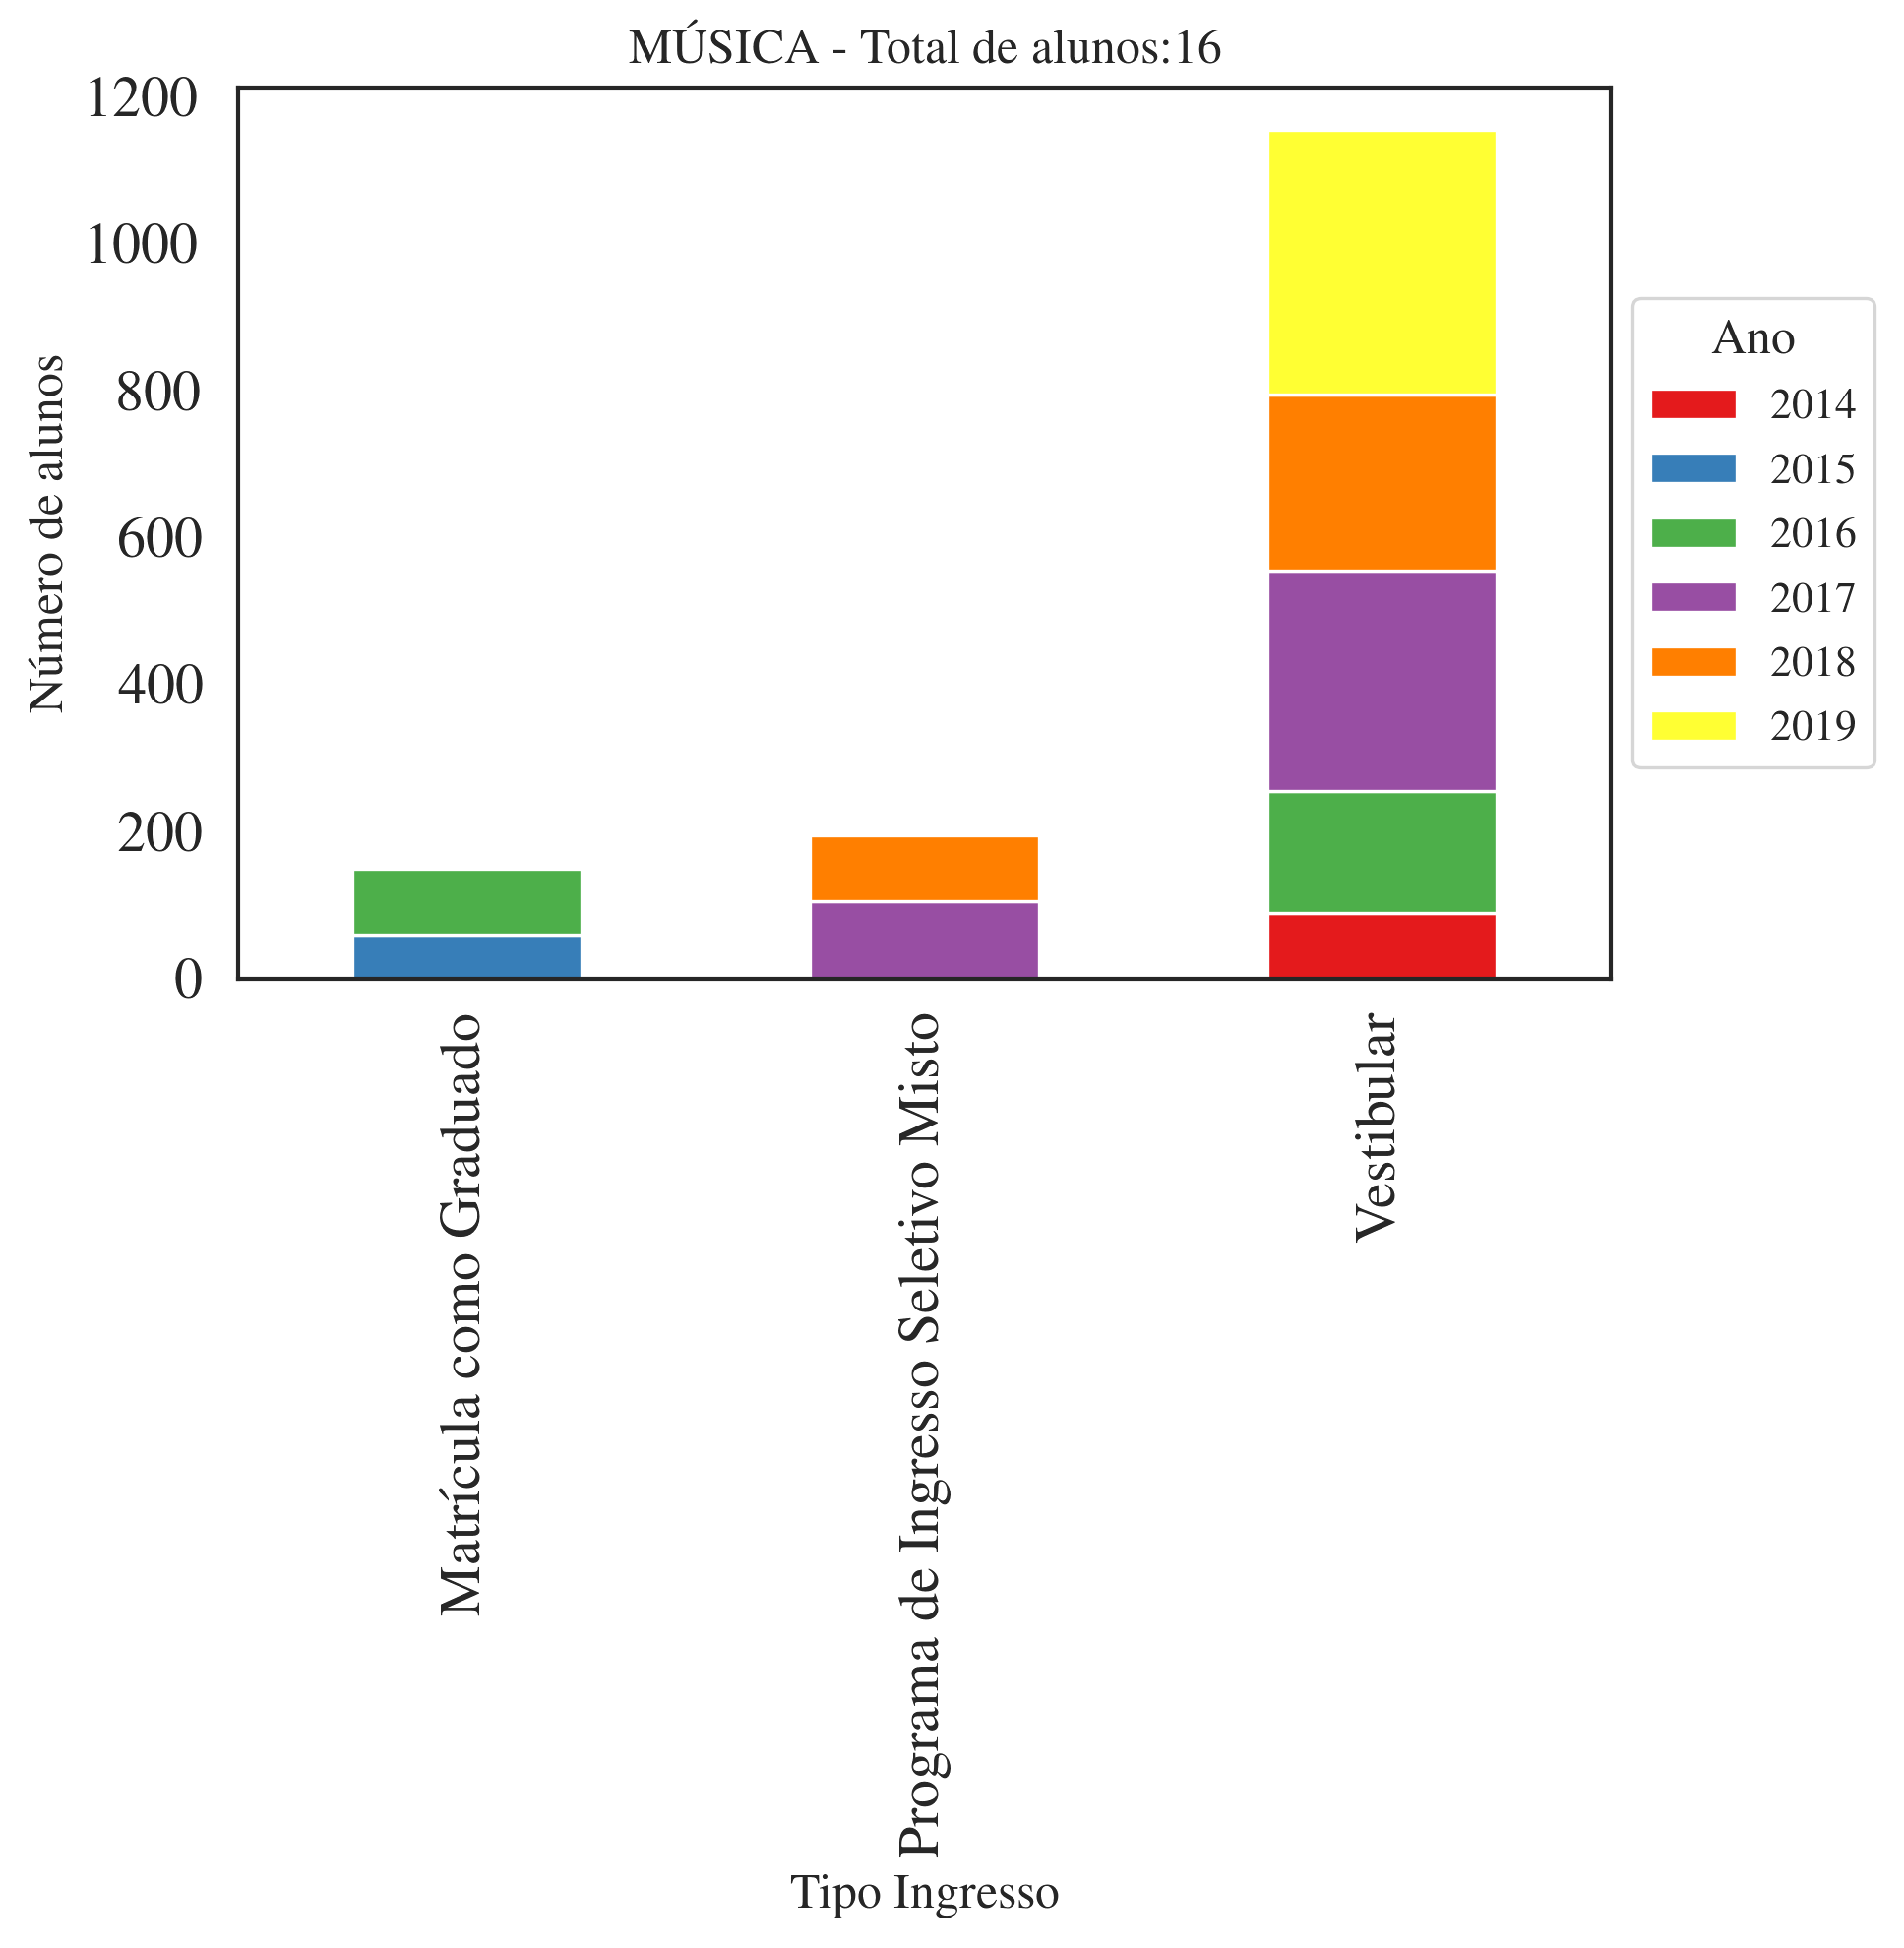 MÚSICA - Total de alunos:16
1200
1000
800
600
400
200
0
Número de alunos
Ano
2014
2015
2016
2017
2018
2019
Matrícula como Graduado
Programa de Ingresso Seletivo Misto
Vestibular
Tipo Ingresso